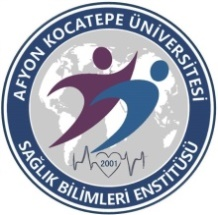 AFYON KOCATEPE ÜNİVERSİTESİ
2001
SAĞLIK BİLİMLERİ ENSTİTÜSÜ